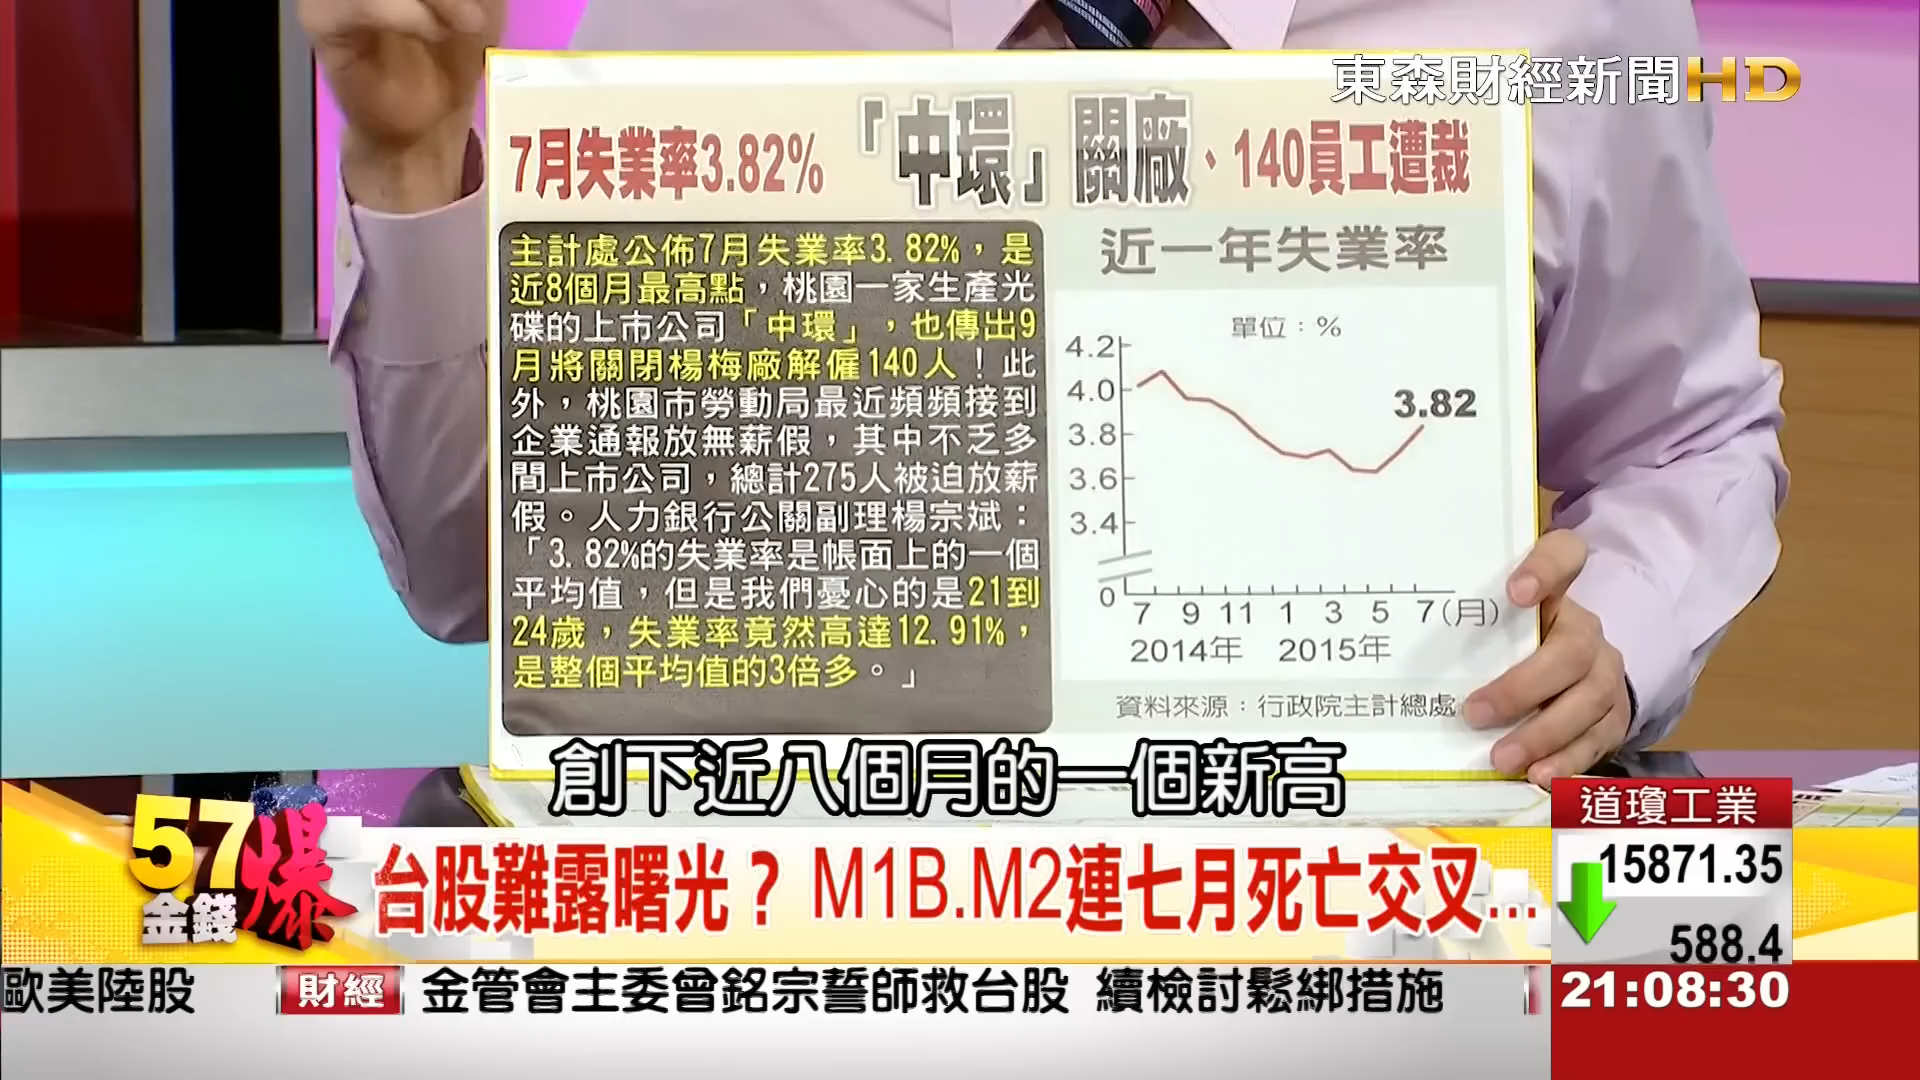 東森財經新聞HD
7月失業率3.82%「中環」關廠、140員工遭裁
主計處公佈7月失業率3.82%，是
近8個月最高點，桃園一家生產光
碟的上市公司「中環」，也傳出9
月將關閉楊梅廠解僱140人！此
外，桃園市勞動局最近頻頻接到
企業通報放無薪假，其中不乏多
間上市公司，總計275人被迫放薪
假。人力銀行公關副理楊宗斌：
「3.82%的失業率是帳面上的一個
平均值，但是我們憂心的是21到
24歲，失業率竟然高達12.91%，
是整個平均值的3倍多。」
近一年失業率
單位：%
4.2
4.0
3.8
3.6
3.4
0
3.82
7 9 11 1 3 5 7(月)
2014年 2015年
資料來源：行政院主計總處
創下近八個月的一個新高
57金錢爆
台股難露曙光？M1B.M2連七月死亡交叉...
道瓊工業
15871.35
588.4
歐美陸股 財經 金管會主委曾銘宗誓師救台股 續檢討鬆綁措施
21:08:30